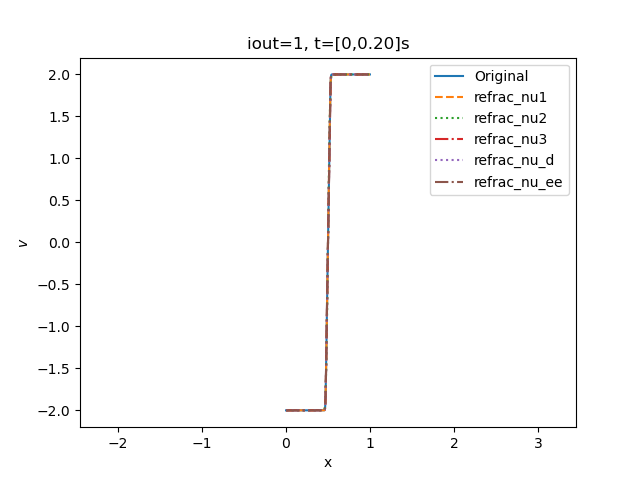 iout=1, t=[0,0.20]s
Original
refrac_nu1
refrac_nu2
refrac_nu3
refrac_nu_d
refrac_nu_ee
2.0
1.5
1.0
0.5
0.0
−0.5
−1.0
−1.5
−2.0
v
−2
−1
0
1
2
3
x